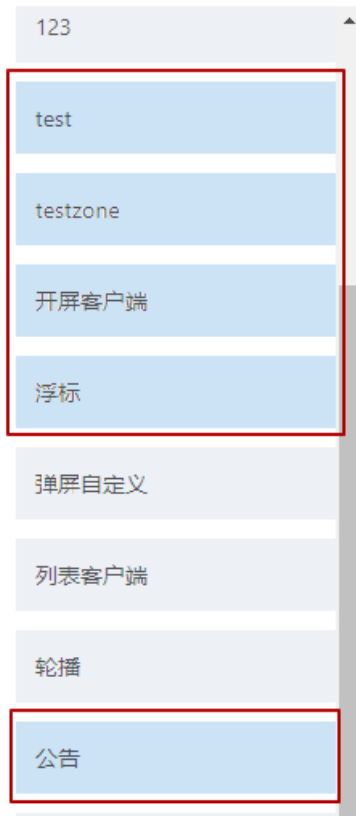 123
test
testzone
开屏客户端
浮标
弹屏自定义
列表客户端
轮播
公告